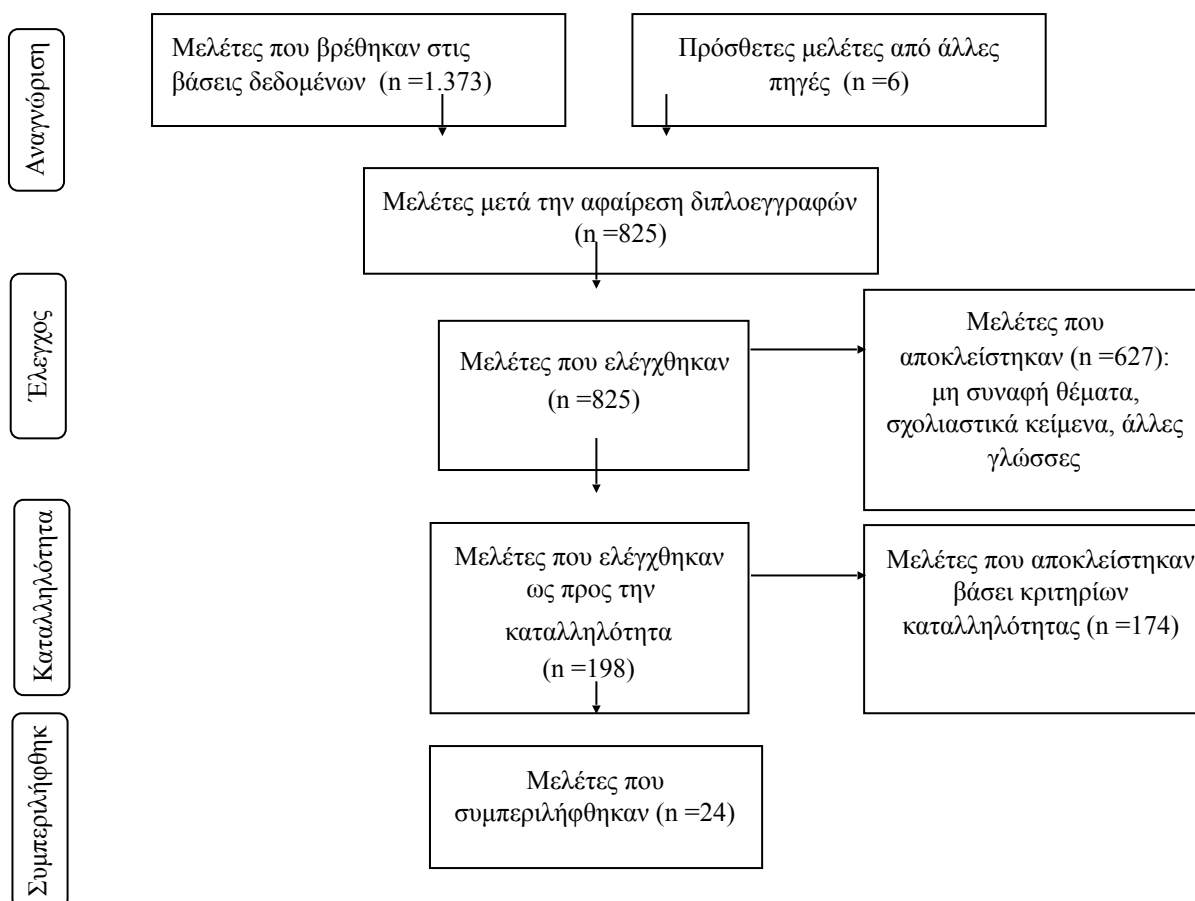 Αναγνώριση
Μελέτες που βρέθηκαν στις
βάσεις δεδομένων (n =1.373)
Πρόσθετες μελέτες από άλλες
πηγές (n =6)
Μελέτες μετά την αφαίρεση διπλοεγγραφών
(n =825)
Έλεγχος
Μελέτες που ελέγχθηκαν
(n =825)
Μελέτες που
αποκλείστηκαν (n =627):
μη συναφή θέματα,
σχολιαστικά κείμενα, άλλες
γλώσσες
Καταλληλότητα
Μελέτες που ελέγχθηκαν
ως προς την
καταλληλότητα
(n =198)
Μελέτες που αποκλείστηκαν
βάσει κριτηρίων
καταλληλότητας (n =174)
Συμπεριλήφθηκ
Μελέτες που
συμπεριλήφθηκαν (n =24)